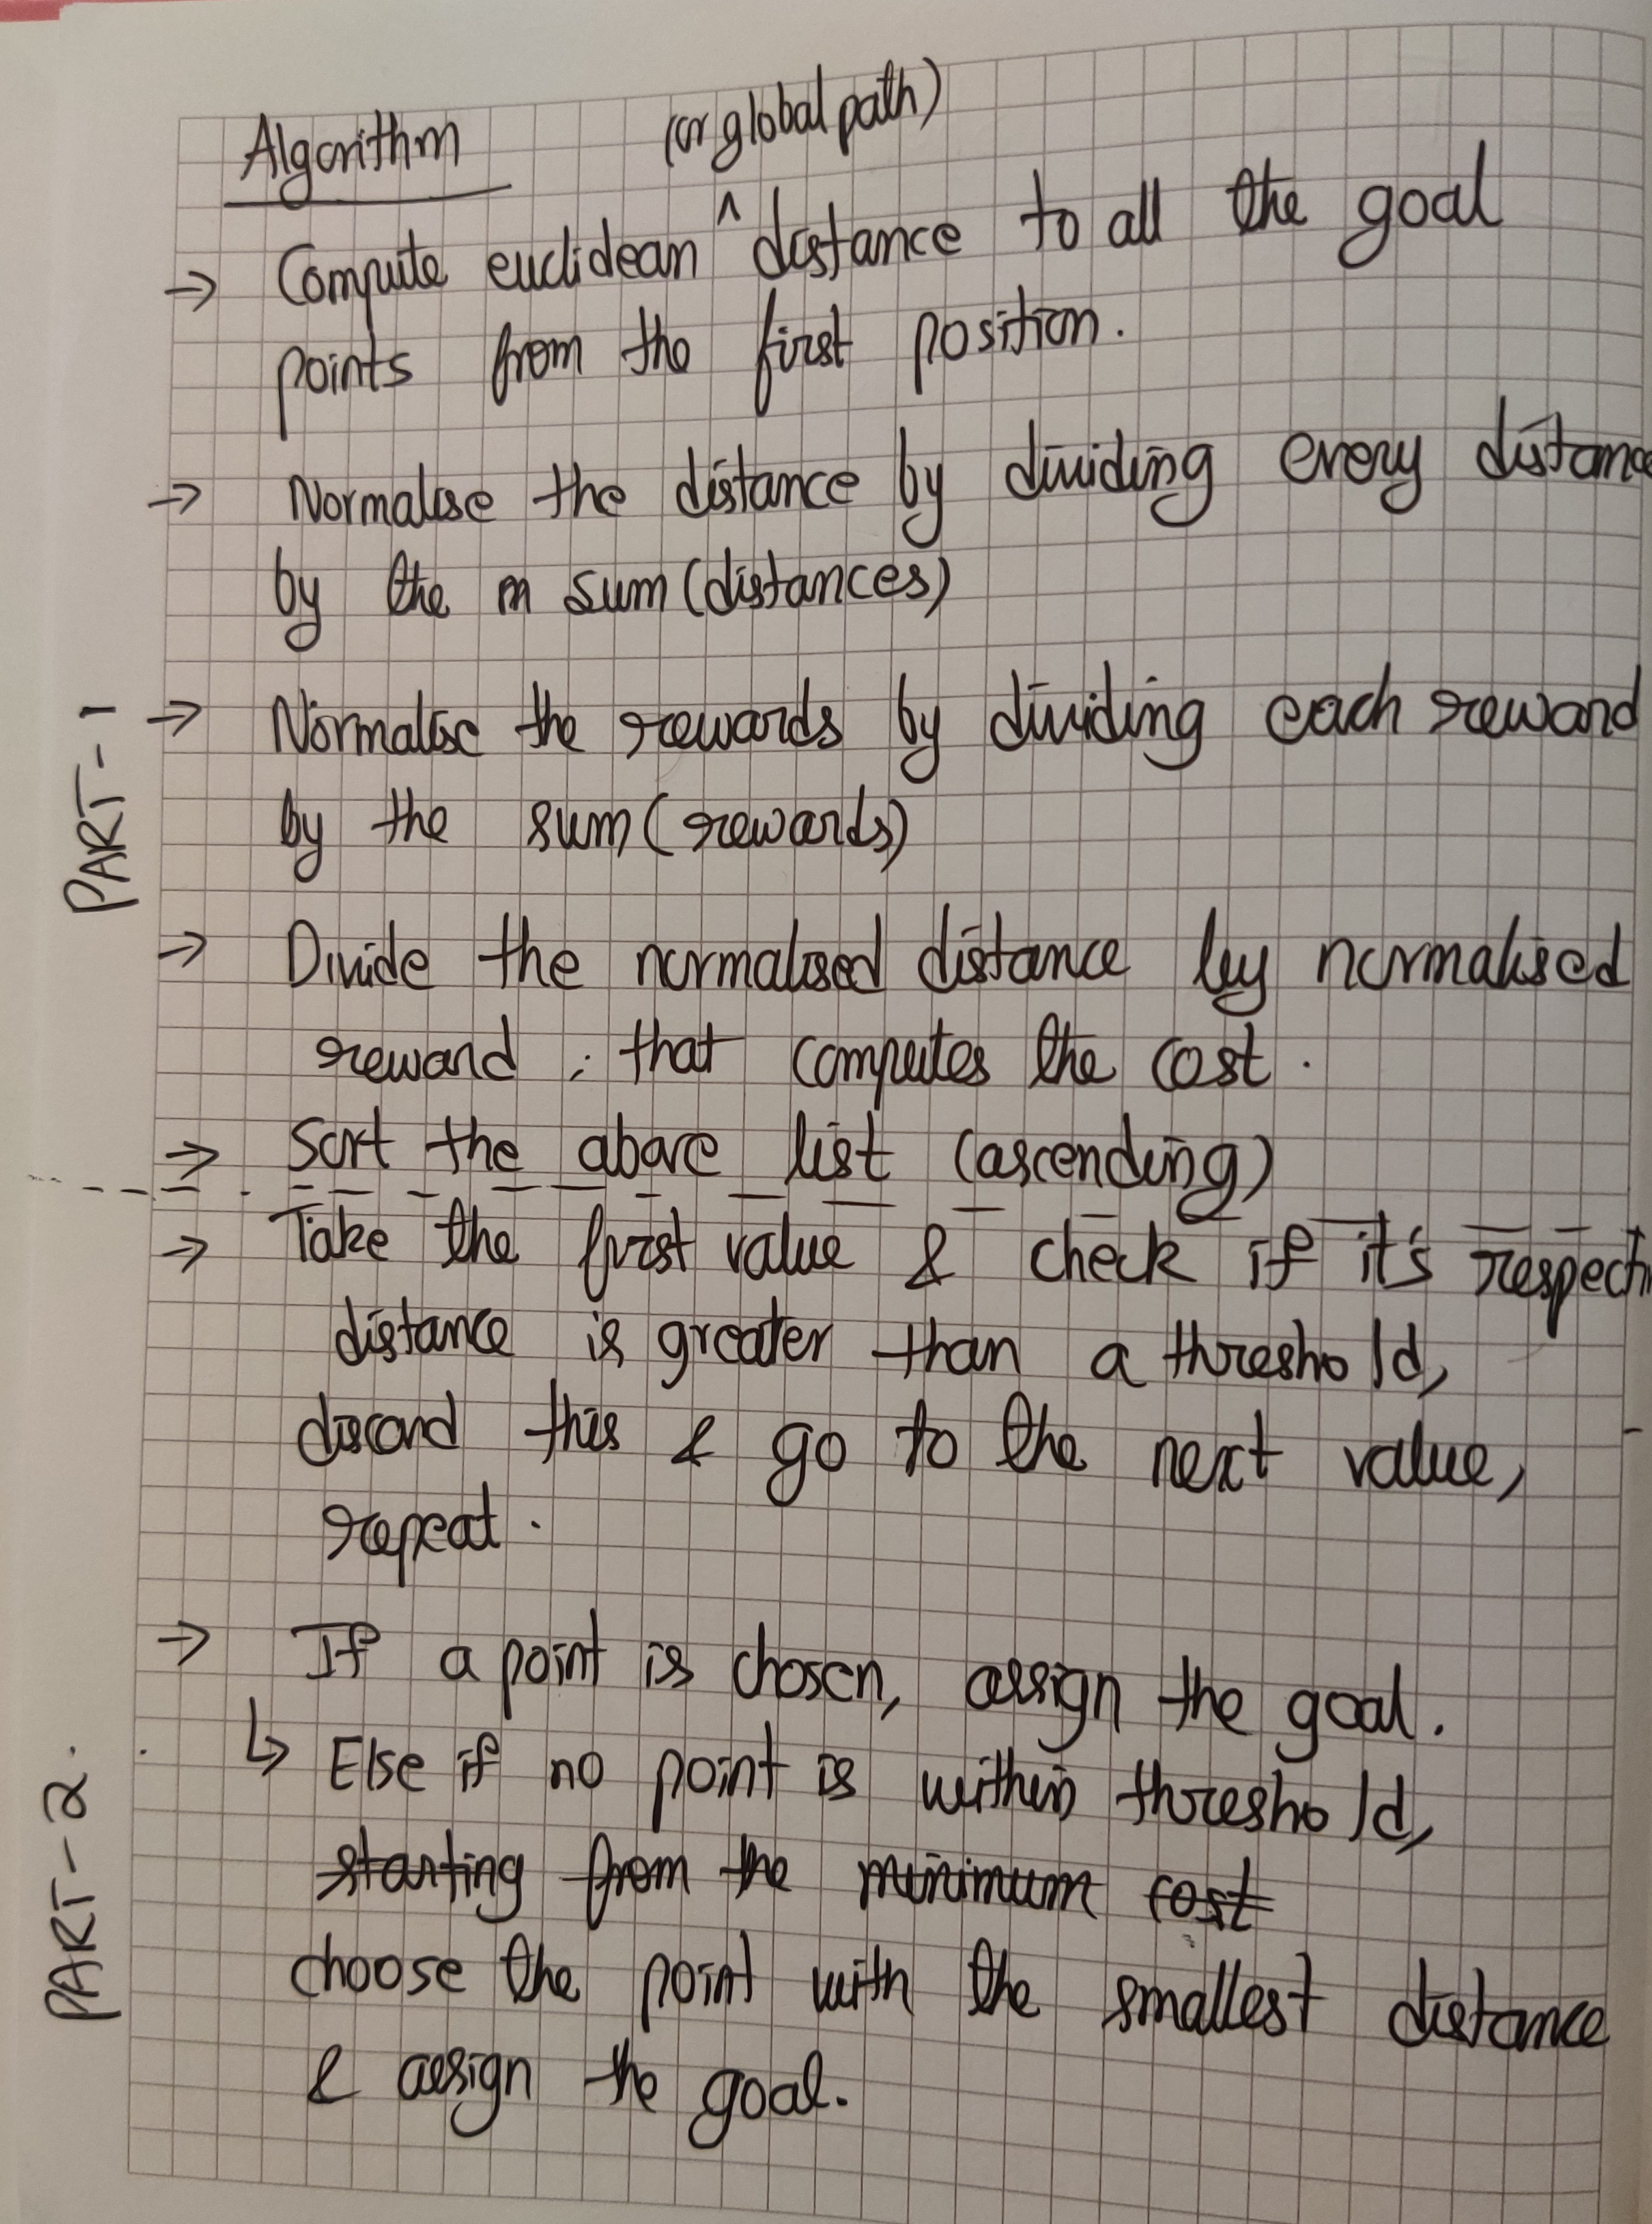 Algorithm
(or global path)
^
→ Compute euclidean distance to all the goal
points from the first position.
→ Normalise the distance by dividing every distance
by the m sum (distances)
PART-1
→ Normalise the rewards by dividing each reward
by the sum (rewards)
→ Divide the normalised distance by normalised
reward ; that computes the cost.
→ Sort the above list (ascending)
→ Take the first value & check if it's respecti
distance is greater than a threshold,
discard this & go to the next value,
repeat.
→ If a point is chosen, assign the goal.
↳ Else if no point is within threshold,
PART-2.
starting from the minimum cost
choose the point with the smallest distance
& assign the goal.